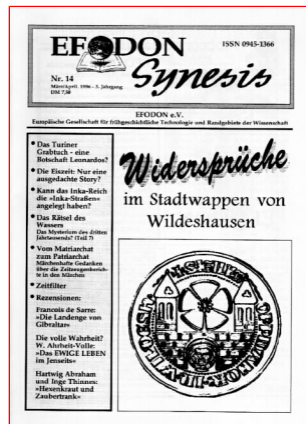 EFODON
ISSN 0945-1366
Nr. 14
März/April. 1996 – 3. Jahrgang
DM 7,50
Synesis
EFODON e.V.
Europäische Gesellschaft für frühgeschichtliche Technologie und Randgebiete der Wissenschaft
• Das Turiner
Grabtuch - eine
Botschaft Leonardos?
• Die Eiszeit: Nur eine
ausgedachte Story?
• Kann das Inka-Reich
die »Inka-Straßen«
angelegt haben?
• Das Rätsel des
Wassers
Das Mysterium des dritten
Jahrtausends? (Teil 7)
• Vom Matriarchat
zum Patriarchat
Märchenhafte Gedanken
über die Zeitzeugenberich-
te in den Märchen
• Zeitfilter
• Rezensionen:
Francois de Sarre:
»Die Landenge von
Gibraltar«
Die volle Wahrheit?
W. Ahrheit-Volle:
»Das EWIGE LEBEN
im Jenseits«
Hartwig Abraham
und Inge Thinnes:
»Hexenkraut und
Zaubertrank«
Widersprüche
im Stadtwappen von
Wildeshausen